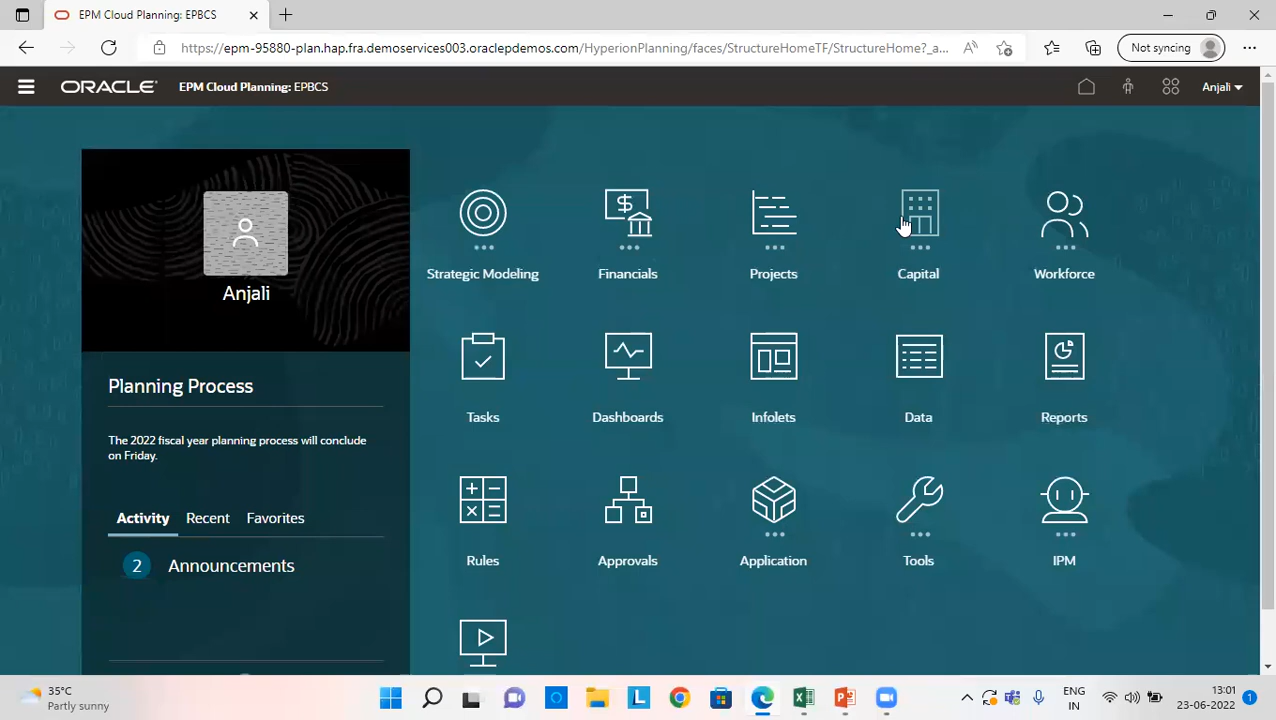 EPM Cloud Planning: EPBCS
https://epm-95880-plan.hap.fra.demoservices003.oraclepdemos.com/HyperionPlanning/faces/StructureHomeTF/StructureHome?_a...
Not syncing
ORACLE EPM Cloud Planning: EPBCS
Anjali
Anjali
Strategic Modeling
Financials
Projects
Capital
Workforce
Planning Process
The 2022 fiscal year planning process will conclude
on Friday.
Tasks
Dashboards
Infolets
Data
Reports
Activity Recent Favorites
2 Announcements
Rules
Approvals
Application
Tools
IPM
35°C
Partly sunny
ENG
IN
13:01
23-06-2022
1